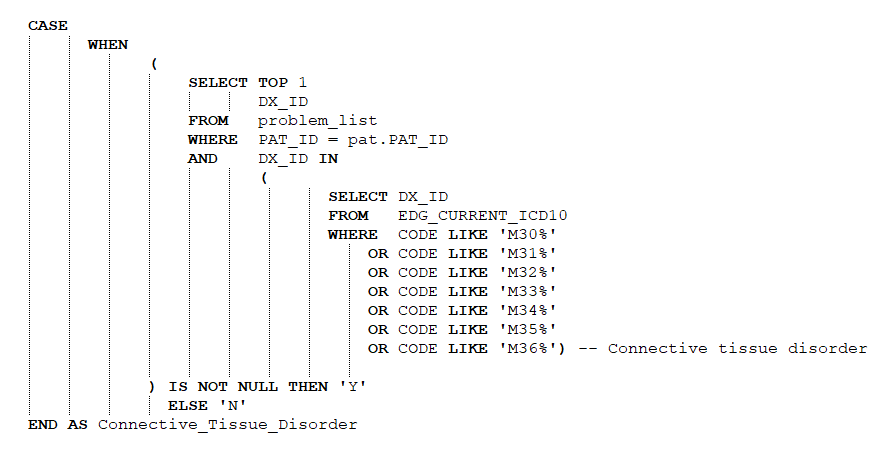 CASE
WHEN
(
SELECT TOP 1
DX_ID
FROM problem_list
WHERE PAT_ID = pat.PAT_ID
AND DX_ID IN
(
SELECT DX_ID
FROM EDG_CURRENT_ICD10
WHERE CODE LIKE 'M30%'
OR CODE LIKE 'M31%'
OR CODE LIKE 'M32%'
OR CODE LIKE 'M33%'
OR CODE LIKE 'M34%'
OR CODE LIKE 'M35%'
OR CODE LIKE 'M36%') -- Connective tissue disorder
) IS NOT NULL THEN 'Y'
ELSE 'N'
END AS Connective_Tissue_Disorder